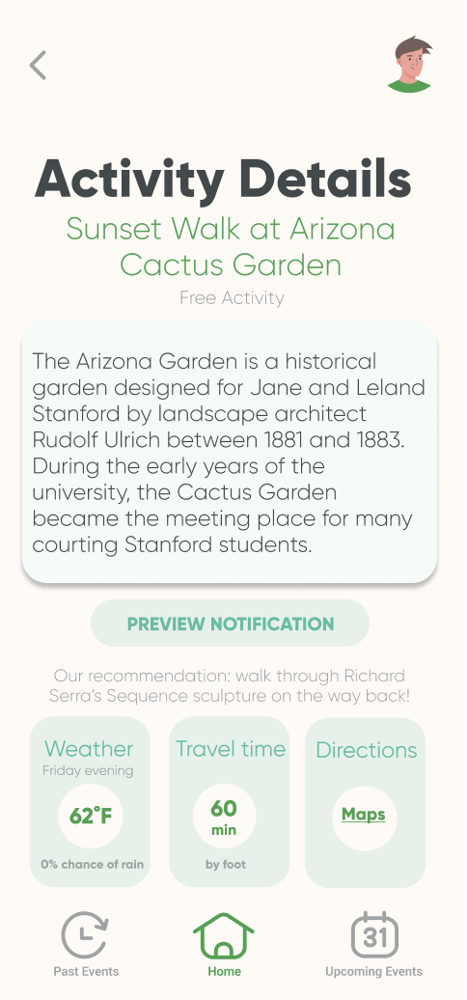 Activity Details
Sunset Walk at Arizona
Cactus Garden
Free Activity
The Arizona Garden is a historical
garden designed for Jane and Leland
Stanford by landscape architect
Rudolf Ulrich between 1881 and 1883.
During the early years of the
university, the Cactus Garden
became the meeting place for many
courting Stanford students.
PREVIEW NOTIFICATION
Our recommendation: walk through Richard
Serra's Sequence sculpture on the way back!
Weather
Friday evening
62°F
0% chance of rain
Travel time
60
min
by foot
Directions
Maps
Past Events
Home
31
Upcoming Events